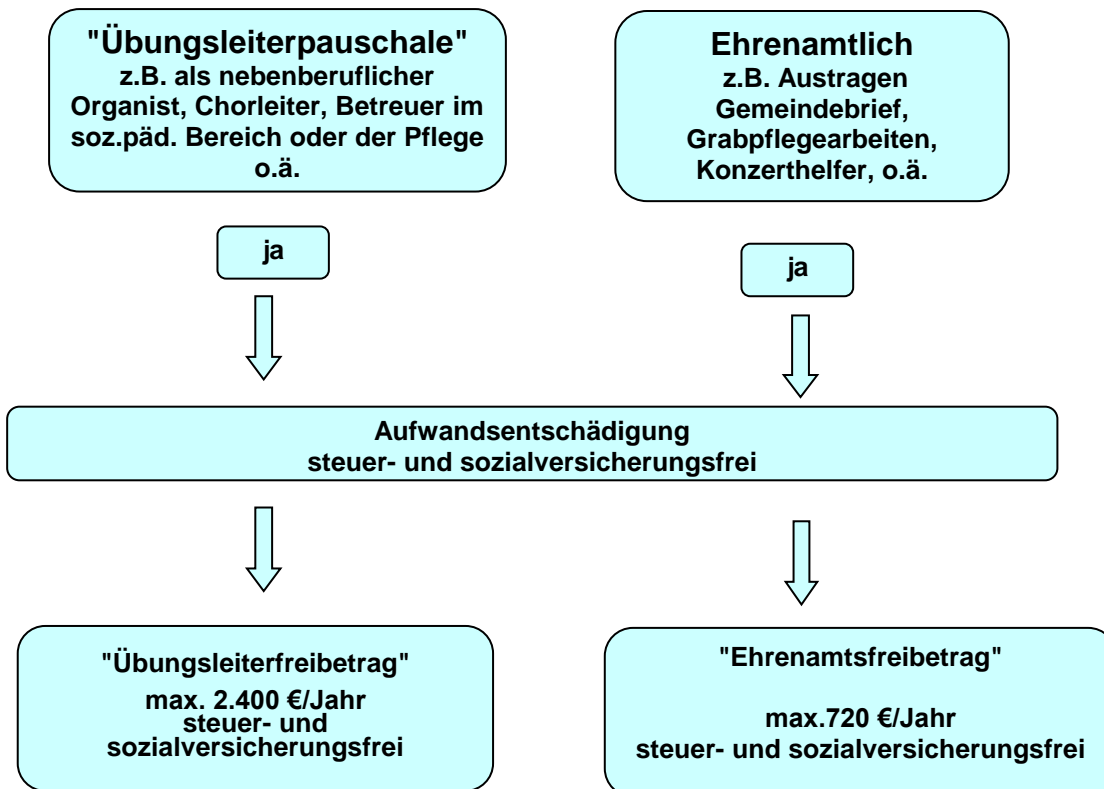 "Übungsleiterpauschale"
z.B. als nebenberuflicher
Organist, Chorleiter, Betreuer im
soz.päd. Bereich oder der Pflege
o.ä.
Ehrenamtlich
z.B. Austragen
Gemeindebrief,
Grabpflegearbeiten,
Konzerthelfer, o.ä.
ja
ja
Aufwandsentschädigung
steuer- und sozialversicherungsfrei
"Übungsleiterfreibetrag"
max. 2.400 €/Jahr
steuer- und
sozialversicherungsfrei
"Ehrenamtsfreibetrag"
max.720 €/Jahr
steuer- und sozialversicherungsfrei